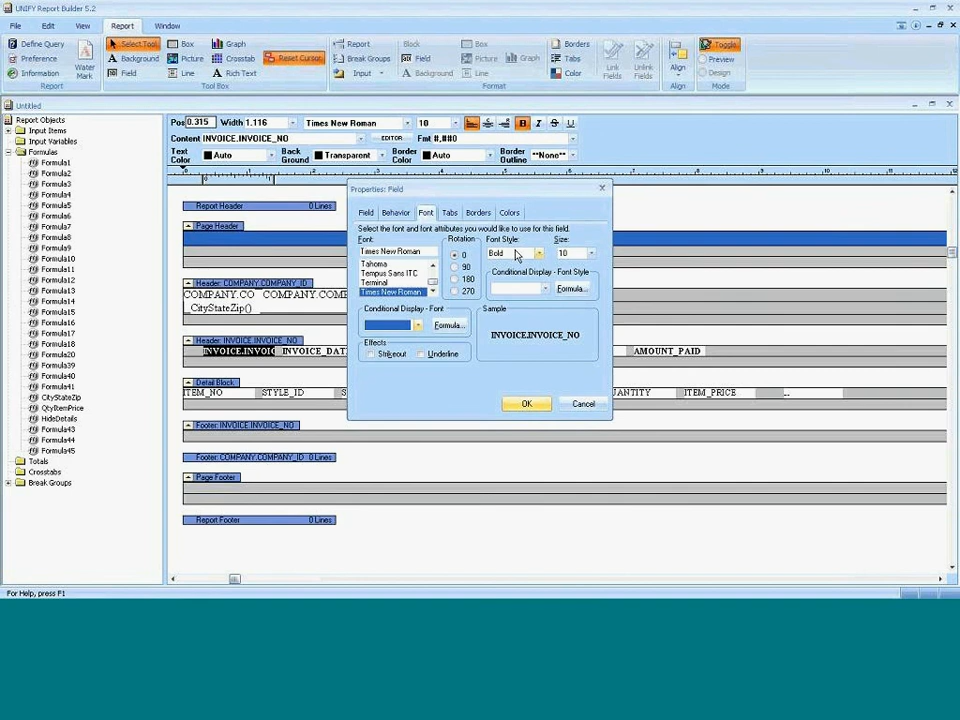 UNIFY Report Builder 5.2
File Edit View Report Window
Define Query
Preference
Information
Water
Mark
Report
Select Tool
Background
Field
Box
Picture
Line
Graph
Crosstab
Rich Text
Reset Cursor
Tool Box
Report
Break Groups
Input
Block
Field
Background
Box
Picture
Line
Graph
Borders
Tabs
Color
Format
Link
Fields
Unlink
Fields
Align
Align
Toggle
Preview
Design
Mode
Untitled
Report Objects
Input Items
Input Variables
Formulas
Formula1
Formula2
Formula3
Formula4
Formula5
Formula6
Formula7
Formula8
Formula9
Formula10
Formula11
Formula12
Formula13
Formula14
Formula15
Formula16
Formula17
Formula18
Formula20
Formula39
Formula40
Formula41
CityStateZip
QtyItemPrice
HideDetails
Formula43
Formula44
Formula45
Totals
Crosstabs
Break Groups
Pos 0.315 Width 1.116 Times New Roman 10 B I S U
Content INVOICE.INVOICE_NO EDITOR Fmt #,##0
Text
Color Auto Back
Ground Transparent Border
Color Auto Border
Outline **None**
Report Header 0 Lines
Page Header
Header: COMPANY.COMPANY_ID
COMPANY.CO COMPANY.COM
_CityStateZip()
Header: INVOICE.INVOICE_NO
INVOICE.INVOIC INVOICE_DAT AMOUNT_PAID
Detail Block
ITEM_NO STYLE_ID S UANTITY ITEM_PRICE ..
Footer: INVOICE.INVOICE_NO
Footer: COMPANY.COMPANY_ID 0 Lines
Page Footer
Report Footer 0 Lines
Properties: Field
Field Behavior Font Tabs Borders Colors
Select the font and font attributes you would like to use for this field.
Font:
Times New Roman
Tahoma
Tempus Sans ITC
Terminal
Times New Roman
Rotation
0
90
180
270
Font Style:
Bold
Size:
10
Conditional Display - Font Style
Formula...
Conditional Display - Font
Formula...
Effects
Strikeout Underline
Sample
INVOICE.INVOICE_NO
OK Cancel
For Help, press F1